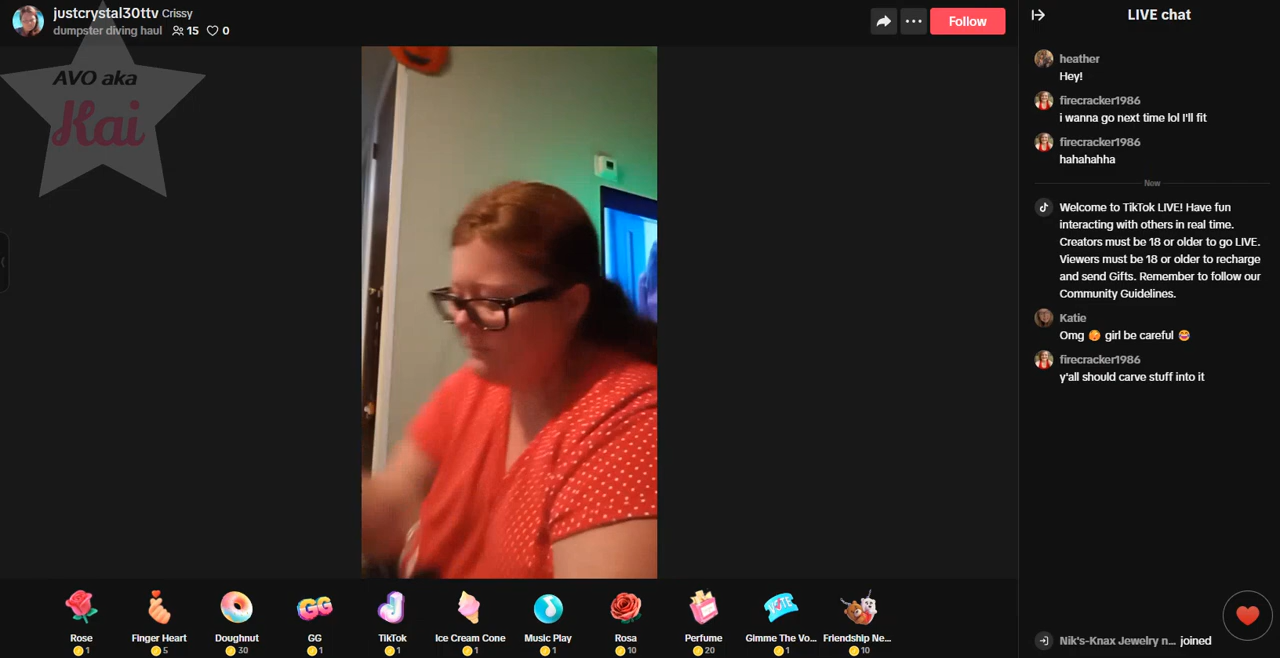 justcrystal30ttv Crissy
dumpster diving haul 15 0
Follow
LIVE chat
AVO aka
Kai
heather
Hey!
firecracker1986
i wanna go next time lol I'll fit
firecracker1986
hahahahha
New
Welcome to TikTok LIVE! Have fun
interacting with others in real time.
Creators must be 18 or older to go LIVE.
Viewers must be 18 or older to recharge
and send Gifts. Remember to follow our
Community Guidelines.
Katie
Omg 🤭 girl be careful 😂
firecracker1986
y'all should carve stuff into it
GG
VOTE
Rose Finger Heart Doughnut GG TikTok Ice Cream Cone Music Play Rosa Perfume Gimme The Vo... Friendship Ne...
1 5 30 1 1 1 1 10 20 1 10
Nik's-Knax Jewelry n... joined